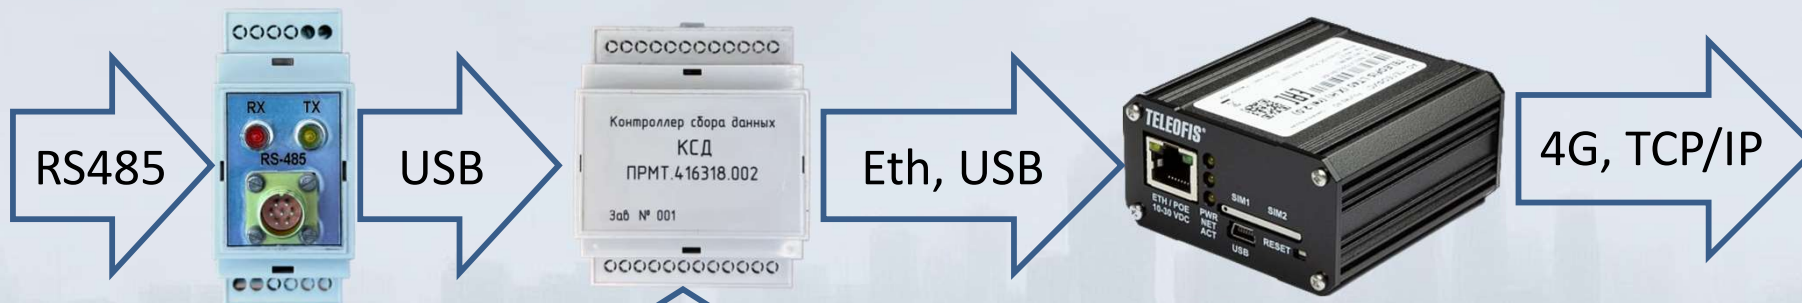 RS485
RX TX
RS-485
USB
Контроллер сбора данных
КСД
ПРМТ.416318.002
Зав № 001
Eth, USB
TELEOFIS®
ETH / POE
10-30 VDC
PWR
NET
ACT
SIM1 SIM2
USB RESET
EAC
4G, TCP/IP